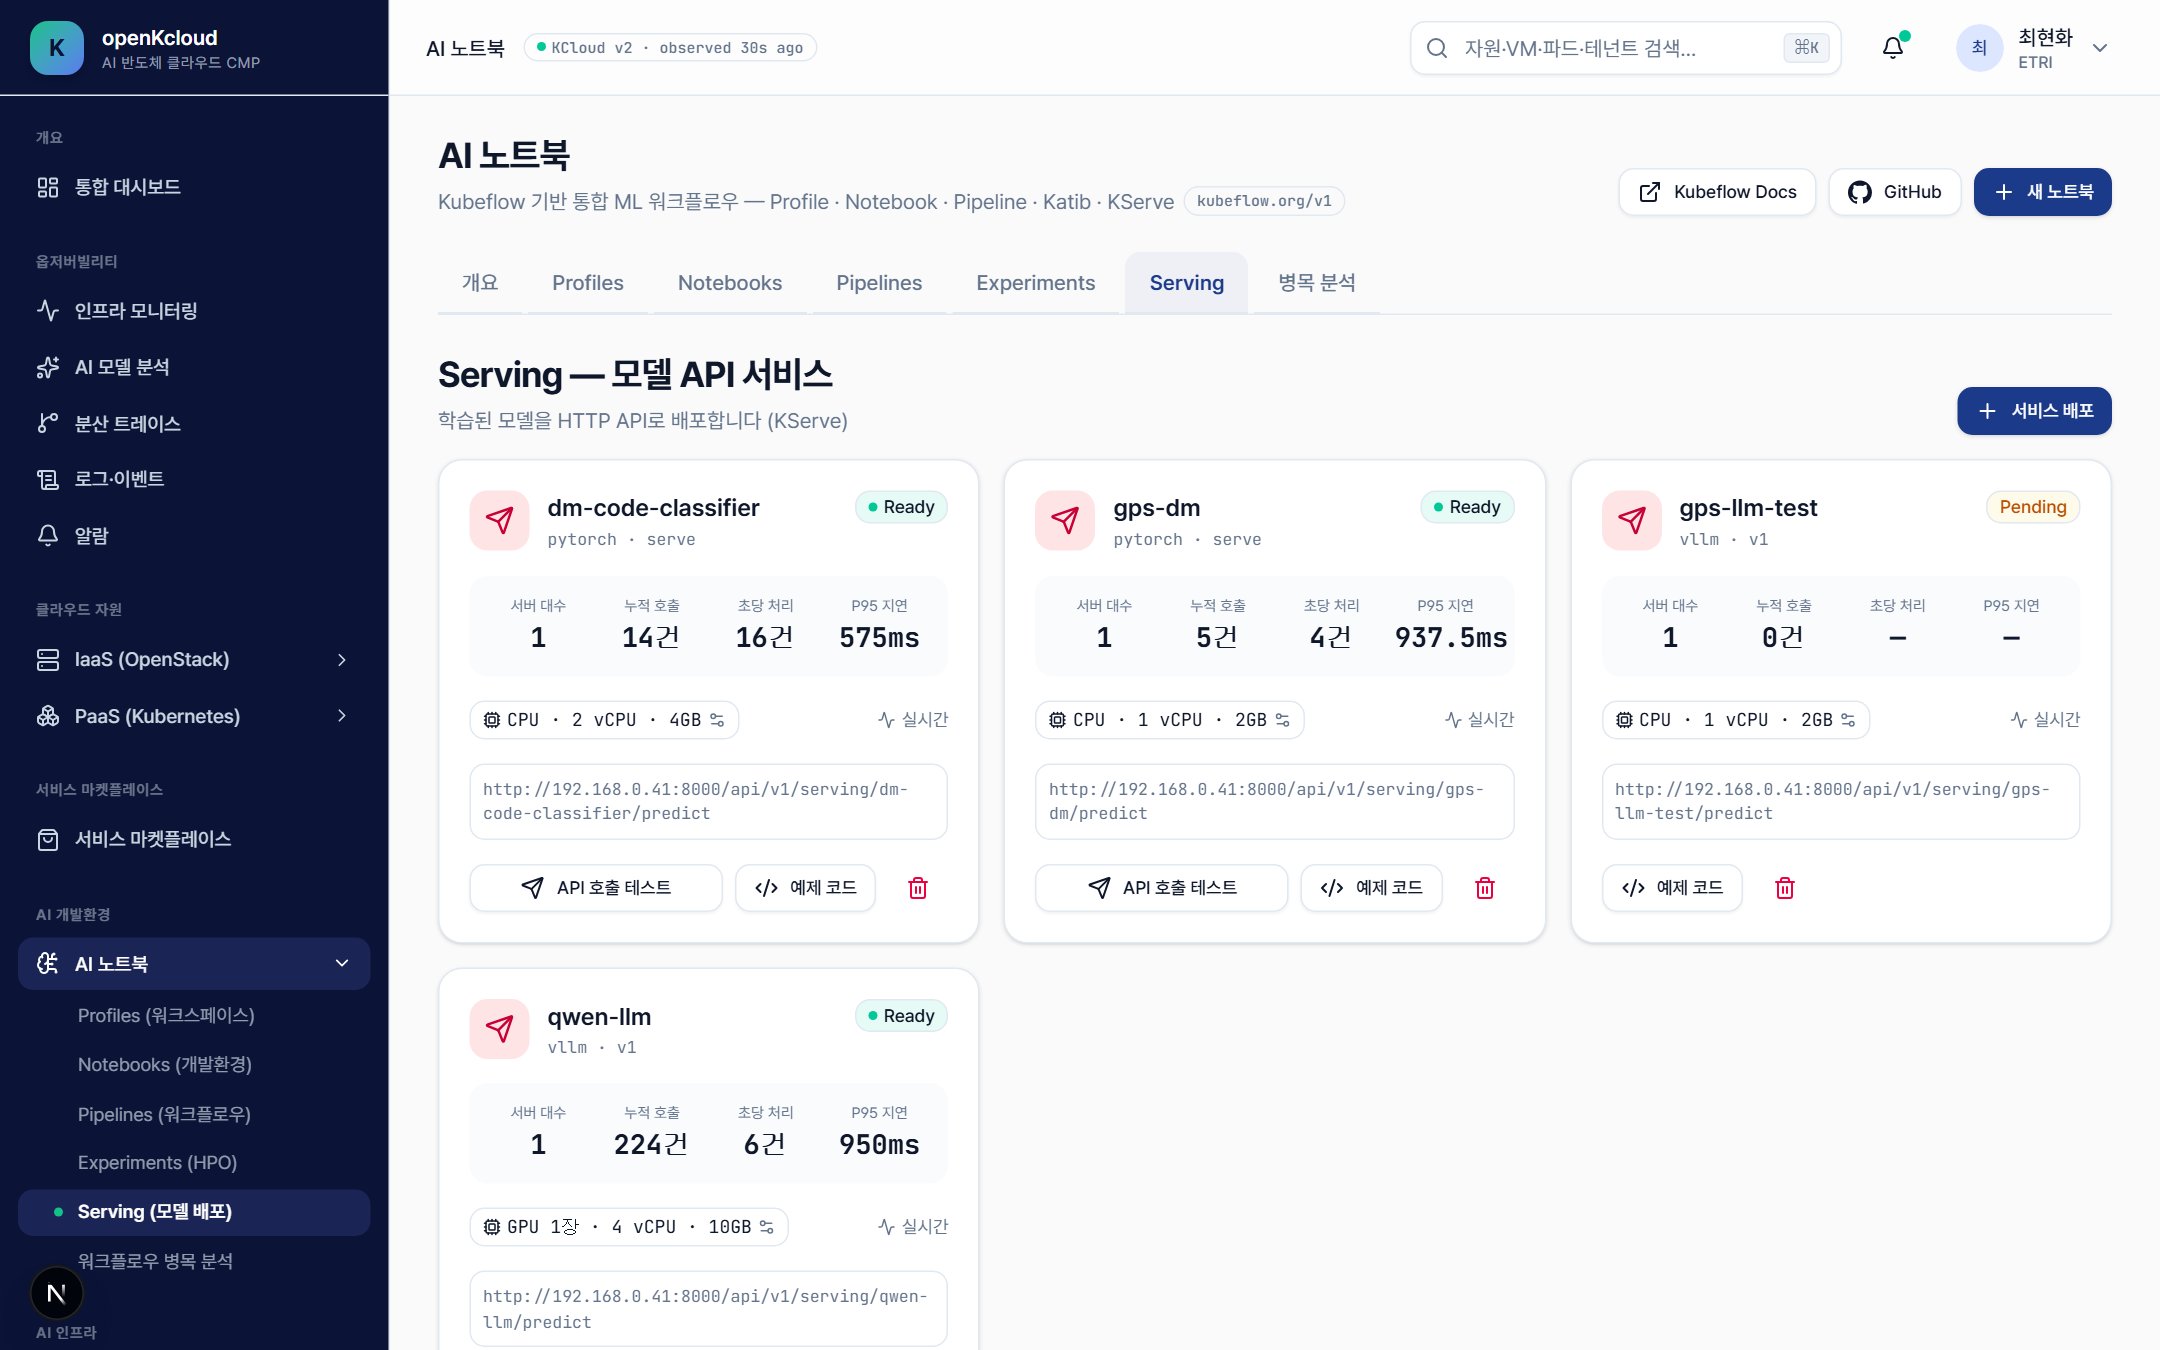 K
openKcloud
AI 반도체 클라우드 CMP
개요
통합 대시보드
옵저버빌리티
인프라 모니터링
AI 모델 분석
분산 트레이스
로그·이벤트
알람
클라우드 자원
IaaS (OpenStack)
PaaS (Kubernetes)
서비스 마켓플레이스
서비스 마켓플레이스
AI 개발환경
AI 노트북
Profiles (워크스페이스)
Notebooks (개발환경)
Pipelines (워크플로우)
Experiments (HPO)
Serving (모델 배포)
워크플로우 병목 분석
N
AI 인프라
AI 노트북
KCloud v2 · observed 30s ago
자원·VM·파드·테넌트 검색...
⌘K
최
최현화
ETRI
AI 노트북
Kubeflow 기반 통합 ML 워크플로우 — Profile · Notebook · Pipeline · Katib · KServe
kubeflow.org/v1
Kubeflow Docs
GitHub
새 노트북
개요
Profiles
Notebooks
Pipelines
Experiments
Serving
병목 분석
Serving — 모델 API 서비스
학습된 모델을 HTTP API로 배포합니다 (KServe)
서비스 배포
dm-code-classifier
Ready
pytorch · serve
서버 대수 누적 호출 초당 처리 P95 지연
1 14건 16건 575ms
CPU · 2 vCPU · 4GB
실시간
http://192.168.0.41:8000/api/v1/serving/dm-
code-classifier/predict
API 호출 테스트
예제 코드
gps-dm
Ready
pytorch · serve
서버 대수 누적 호출 초당 처리 P95 지연
1 5건 4건 937.5ms
CPU · 1 vCPU · 2GB
실시간
http://192.168.0.41:8000/api/v1/serving/gps-
dm/predict
API 호출 테스트
예제 코드
gps-llm-test
Pending
vllm · v1
서버 대수 누적 호출 초당 처리 P95 지연
1 0건 — —
CPU · 1 vCPU · 2GB
실시간
http://192.168.0.41:8000/api/v1/serving/gps-
llm-test/predict
예제 코드
qwen-llm
Ready
vllm · v1
서버 대수 누적 호출 초당 처리 P95 지연
1 224건 6건 950ms
GPU 1장 · 4 vCPU · 10GB
실시간
http://192.168.0.41:8000/api/v1/serving/qwen-
llm/predict